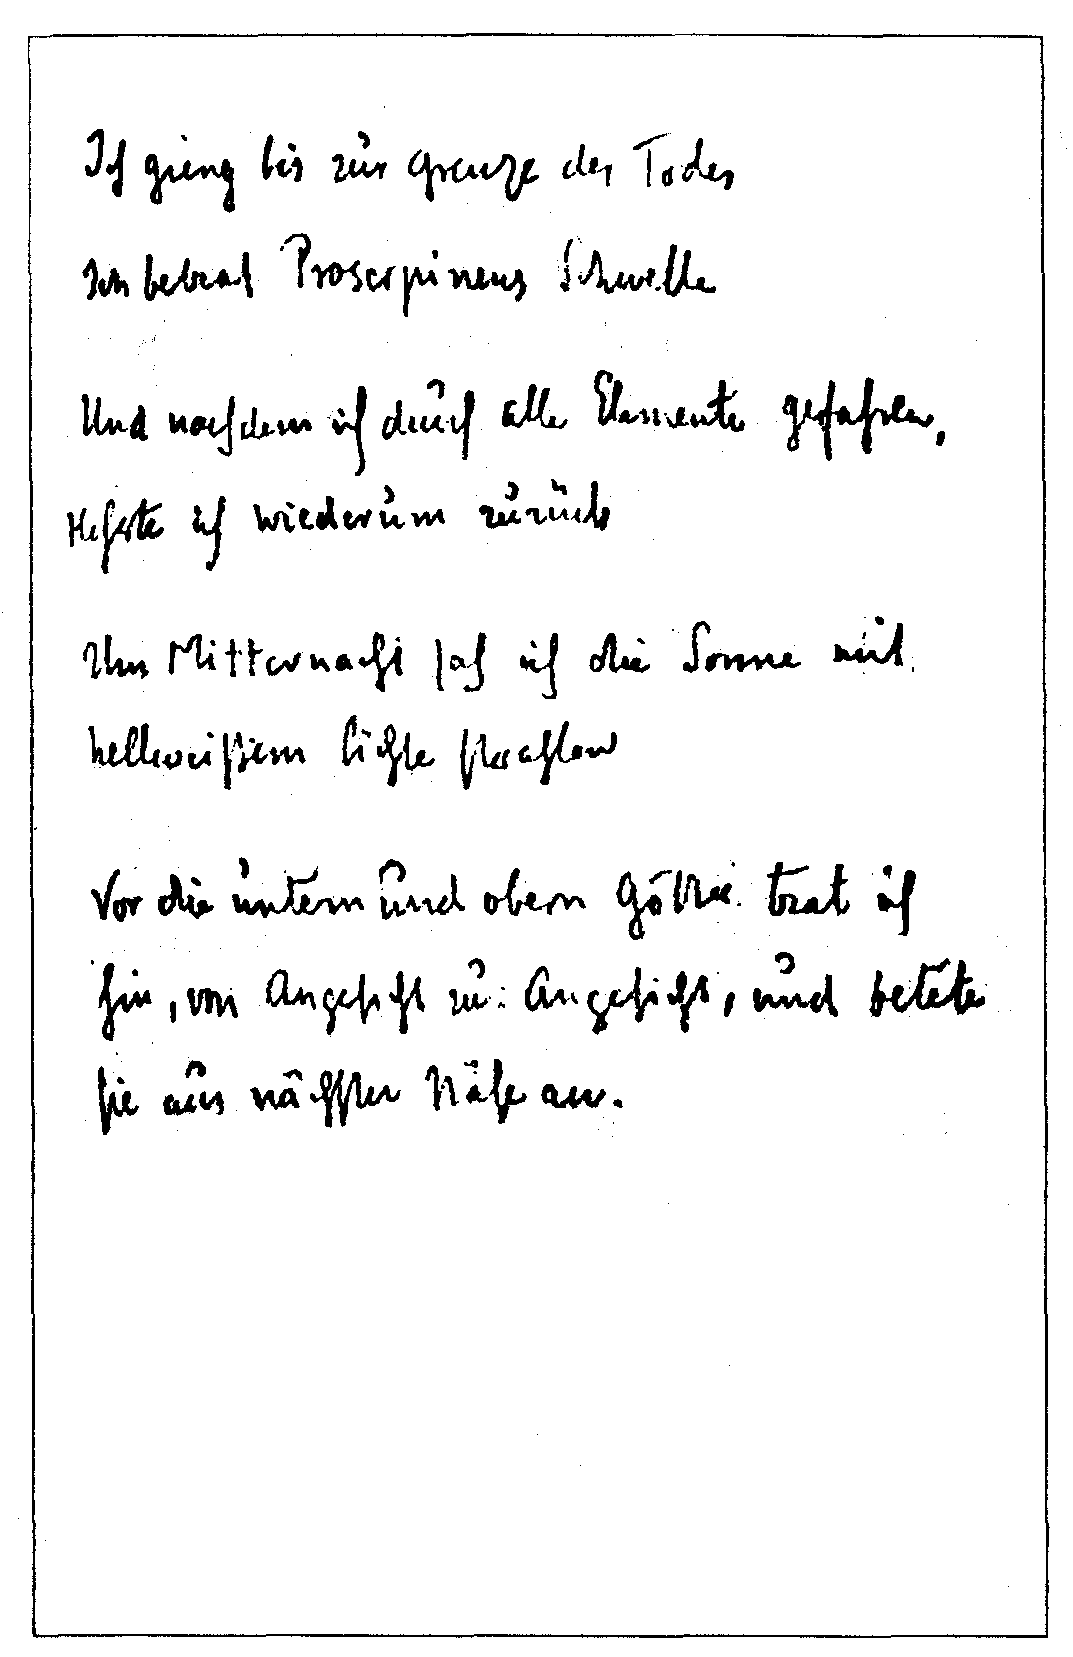 Ich gieng bis zur Grenze des Todes
Ich betrat Proserpinens Schwelle
Und nachdem ich durch alle Elemente gefahren,
Kehrte ich wiederum zurück
Um Mitternacht sah ich die Sonne mit
hellweißem Lichte strahlen
Vor die untern und obern Götter trat ich
hin, von Angesicht zu Angesicht, und betete
sie aus nächster Nähe an.